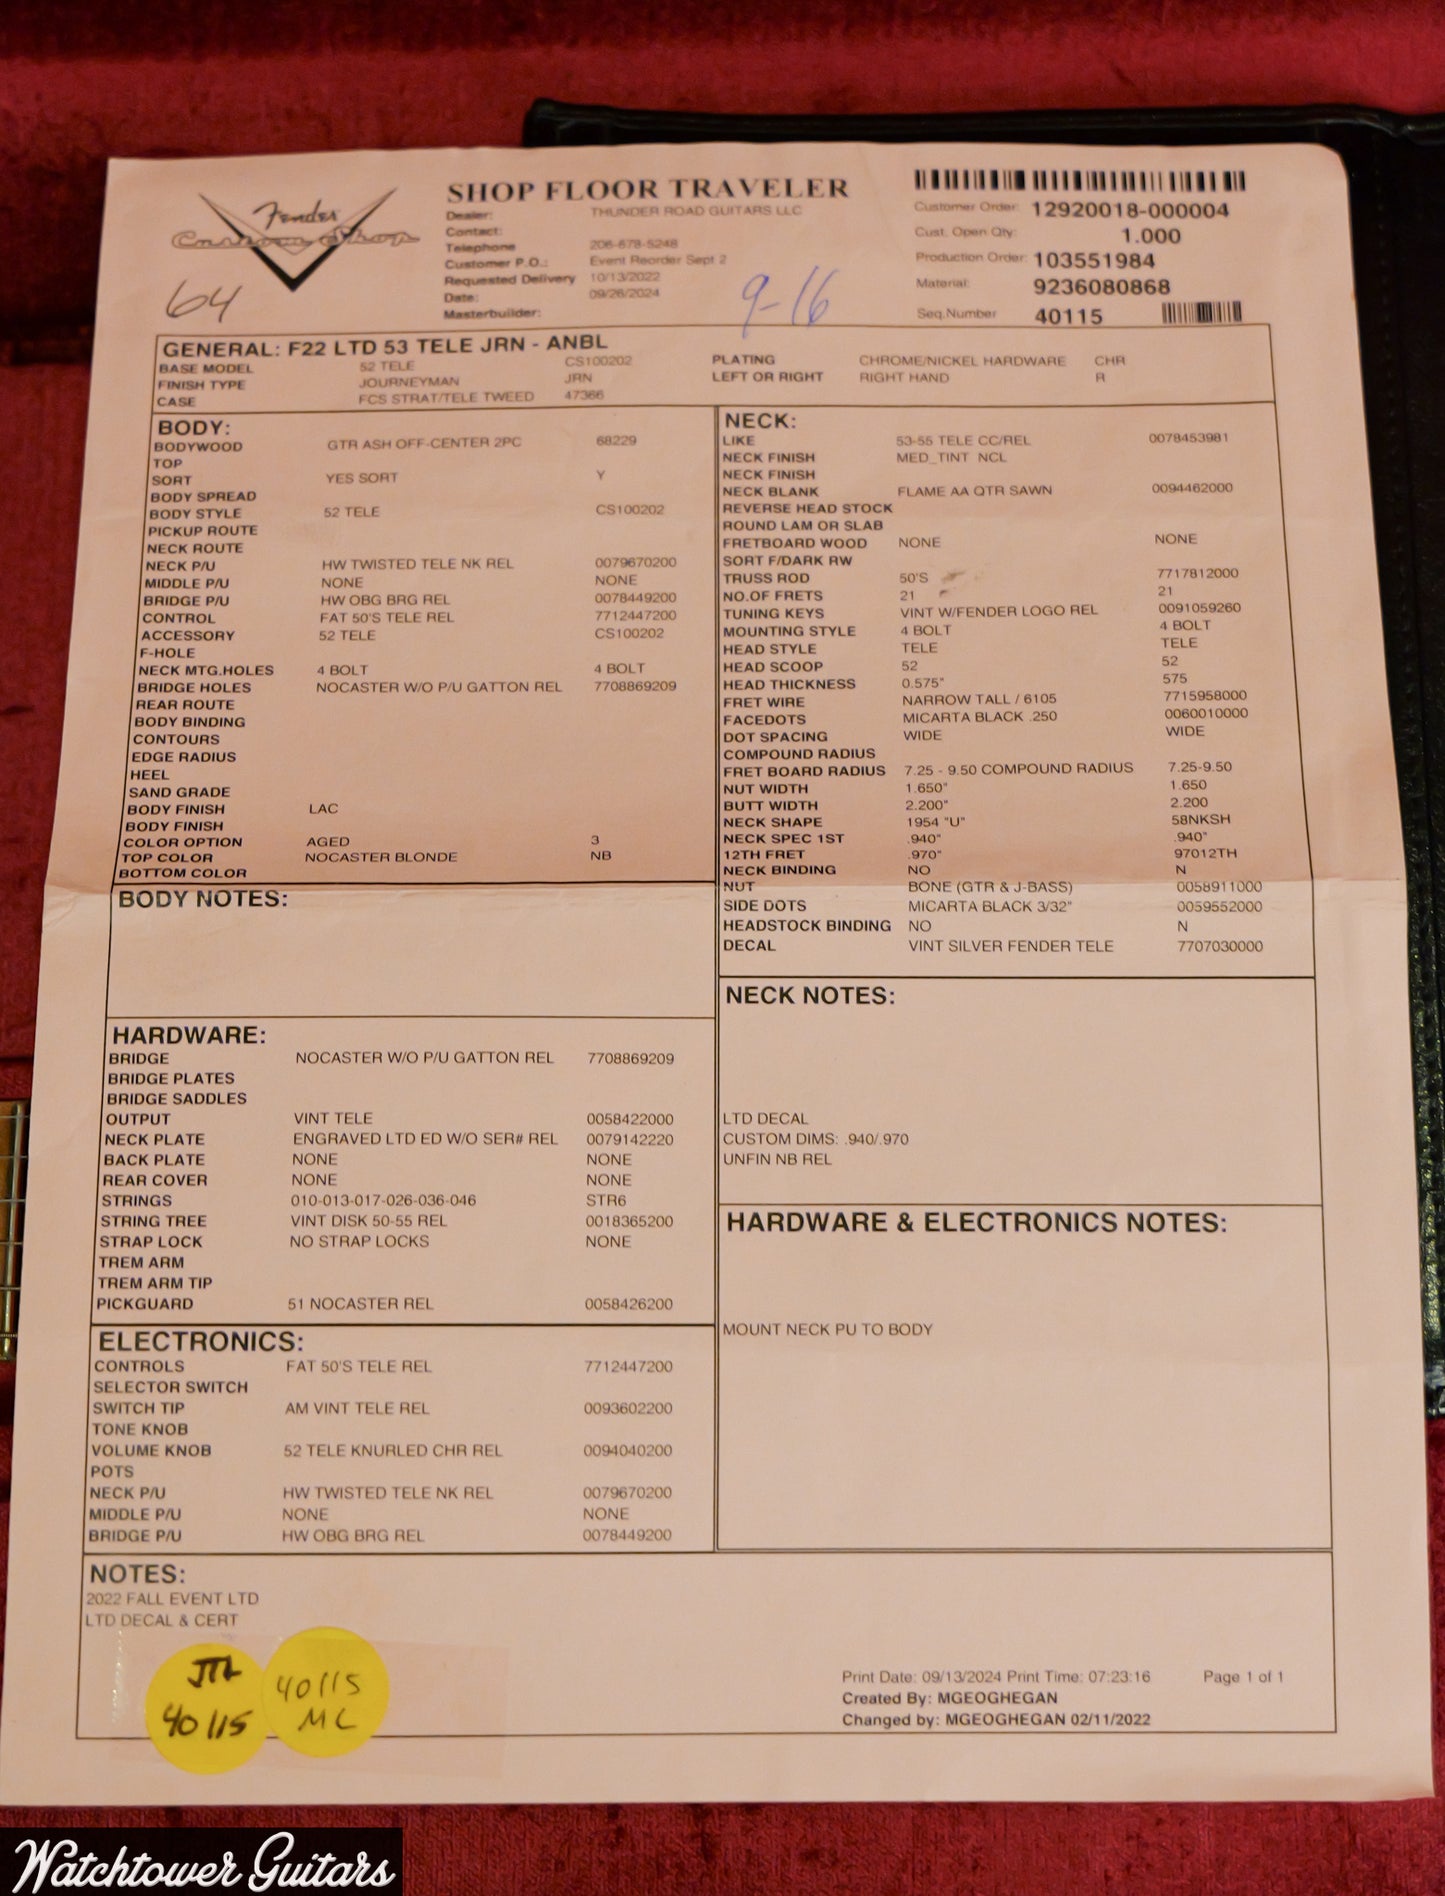 Fender
Custom Shop
64
SHOP FLOOR TRAVELER
Dealer: THUNDER ROAD GUITARS LLC
Contact:
Telephone 206-678-5248
Customer P.O.: Event Reorder Sept 2
Requested Delivery 10/13/2022
Date: 09/26/2024
Masterbuilder:
9-16
Customer Order: 12920018-000004
Cust. Open Qty: 1.000
Production Order: 103551984
Material: 9236080868
Seq.Number 40115
GENERAL: F22 LTD 53 TELE JRN - ANBL
BASE MODEL 52 TELE CS100202 PLATING CHROME/NICKEL HARDWARE CHR
FINISH TYPE JOURNEYMAN JRN LEFT OR RIGHT RIGHT HAND R
CASE FCS STRAT/TELE TWEED 47366
BODY:
BODYWOOD GTR ASH OFF-CENTER 2PC 68229
TOP
SORT YES SORT Y
BODY SPREAD
BODY STYLE 52 TELE CS100202
PICKUP ROUTE
NECK ROUTE
NECK P/U HW TWISTED TELE NK REL 0079670200
MIDDLE P/U NONE NONE
BRIDGE P/U HW OBG BRG REL 0078449200
CONTROL FAT 50'S TELE REL 7712447200
ACCESSORY 52 TELE CS100202
F-HOLE
NECK MTG.HOLES 4 BOLT 4 BOLT
BRIDGE HOLES NOCASTER W/O P/U GATTON REL 7708869209
REAR ROUTE
BODY BINDING
CONTOURS
EDGE RADIUS
HEEL
SAND GRADE
BODY FINISH LAC
BODY FINISH
COLOR OPTION AGED 3
TOP COLOR NOCASTER BLONDE NB
BOTTOM COLOR
BODY NOTES:
HARDWARE:
BRIDGE NOCASTER W/O P/U GATTON REL 7708869209
BRIDGE PLATES
BRIDGE SADDLES
OUTPUT VINT TELE 0058422000
NECK PLATE ENGRAVED LTD ED W/O SER# REL 0079142220
BACK PLATE NONE NONE
REAR COVER NONE NONE
STRINGS 010-013-017-026-036-046 STR6
STRING TREE VINT DISK 50-55 REL 0018365200
STRAP LOCK NO STRAP LOCKS NONE
TREM ARM
TREM ARM TIP
PICKGUARD 51 NOCASTER REL 0058426200
ELECTRONICS:
CONTROLS FAT 50'S TELE REL 7712447200
SELECTOR SWITCH
SWITCH TIP AM VINT TELE REL 0093602200
TONE KNOB
VOLUME KNOB 52 TELE KNURLED CHR REL 0094040200
POTS
NECK P/U HW TWISTED TELE NK REL 0079670200
MIDDLE P/U NONE NONE
BRIDGE P/U HW OBG BRG REL 0078449200
NECK:
LIKE 53-55 TELE CC/REL 0078453981
NECK FINISH MED_TINT NCL
NECK FINISH
NECK BLANK FLAME AA QTR SAWN 0094462000
REVERSE HEAD STOCK
ROUND LAM OR SLAB
FRETBOARD WOOD NONE NONE
SORT F/DARK RW
TRUSS ROD 50'S 7717812000
NO.OF FRETS 21 21
TUNING KEYS VINT W/FENDER LOGO REL 0091059260
MOUNTING STYLE 4 BOLT 4 BOLT
HEAD STYLE TELE TELE
HEAD SCOOP 52 52
HEAD THICKNESS 0.575" 575
FRET WIRE NARROW TALL / 6105 7715958000
FACEDOTS MICARTA BLACK .250 0060010000
DOT SPACING WIDE WIDE
COMPOUND RADIUS
FRET BOARD RADIUS 7.25 - 9.50 COMPOUND RADIUS 7.25-9.50
NUT WIDTH 1.650" 1.650
BUTT WIDTH 2.200" 2.200
NECK SHAPE 1954 "U" 58NKSH
NECK SPEC 1ST .940" .940"
12TH FRET .970" 97012TH
NECK BINDING NO N
NUT BONE (GTR & J-BASS) 0058911000
SIDE DOTS MICARTA BLACK 3/32" 0059552000
HEADSTOCK BINDING NO N
DECAL VINT SILVER FENDER TELE 7707030000
NECK NOTES:
LTD DECAL
CUSTOM DIMS: .940/.970
UNFIN NB REL
HARDWARE & ELECTRONICS NOTES:
MOUNT NECK PU TO BODY
NOTES:
2022 FALL EVENT LTD
LTD DECAL & CERT
40115
40115
MC
Print Date: 09/13/2024 Print Time: 07:23:16 Page 1 of 1
Created By: MGEOGHEGAN
Changed by: MGEOGHEGAN 02/11/2022
Watchtower Guitars